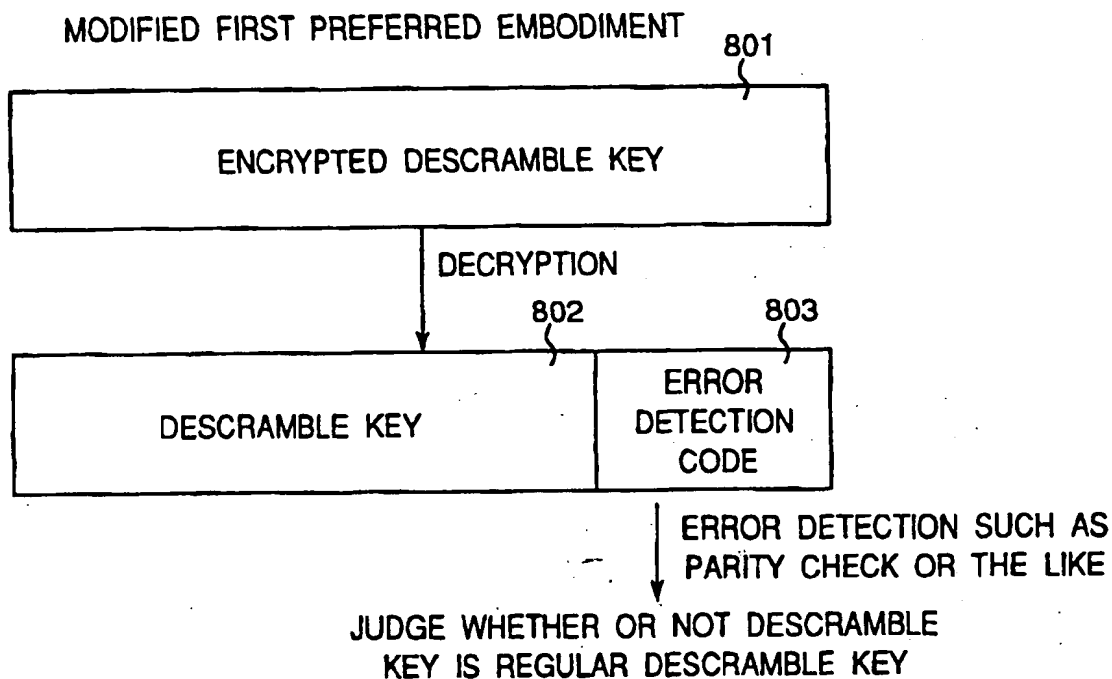 MODIFIED FIRST PREFERRED EMBODIMENT
801
ENCRYPTED DESCRAMBLE KEY
DECRYPTION
802
803
DESCRAMBLE KEY
ERROR
DETECTION
CODE
ERROR DETECTION SUCH AS
PARITY CHECK OR THE LIKE
JUDGE WHETHER OR NOT DESCRAMBLE
KEY IS REGULAR DESCRAMBLE KEY